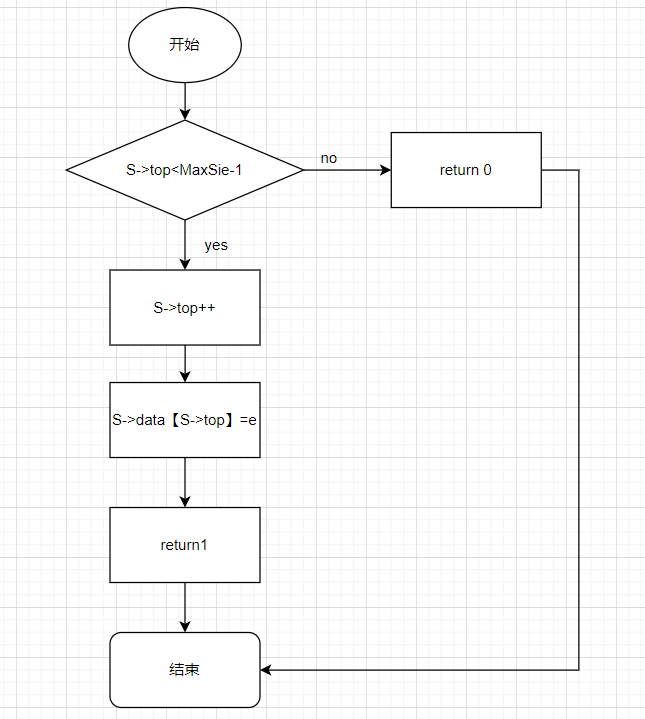 开始
S->top<MaxSie-1
no
return 0
yes
S->top++
S->data【S->top】=e
return1
结束